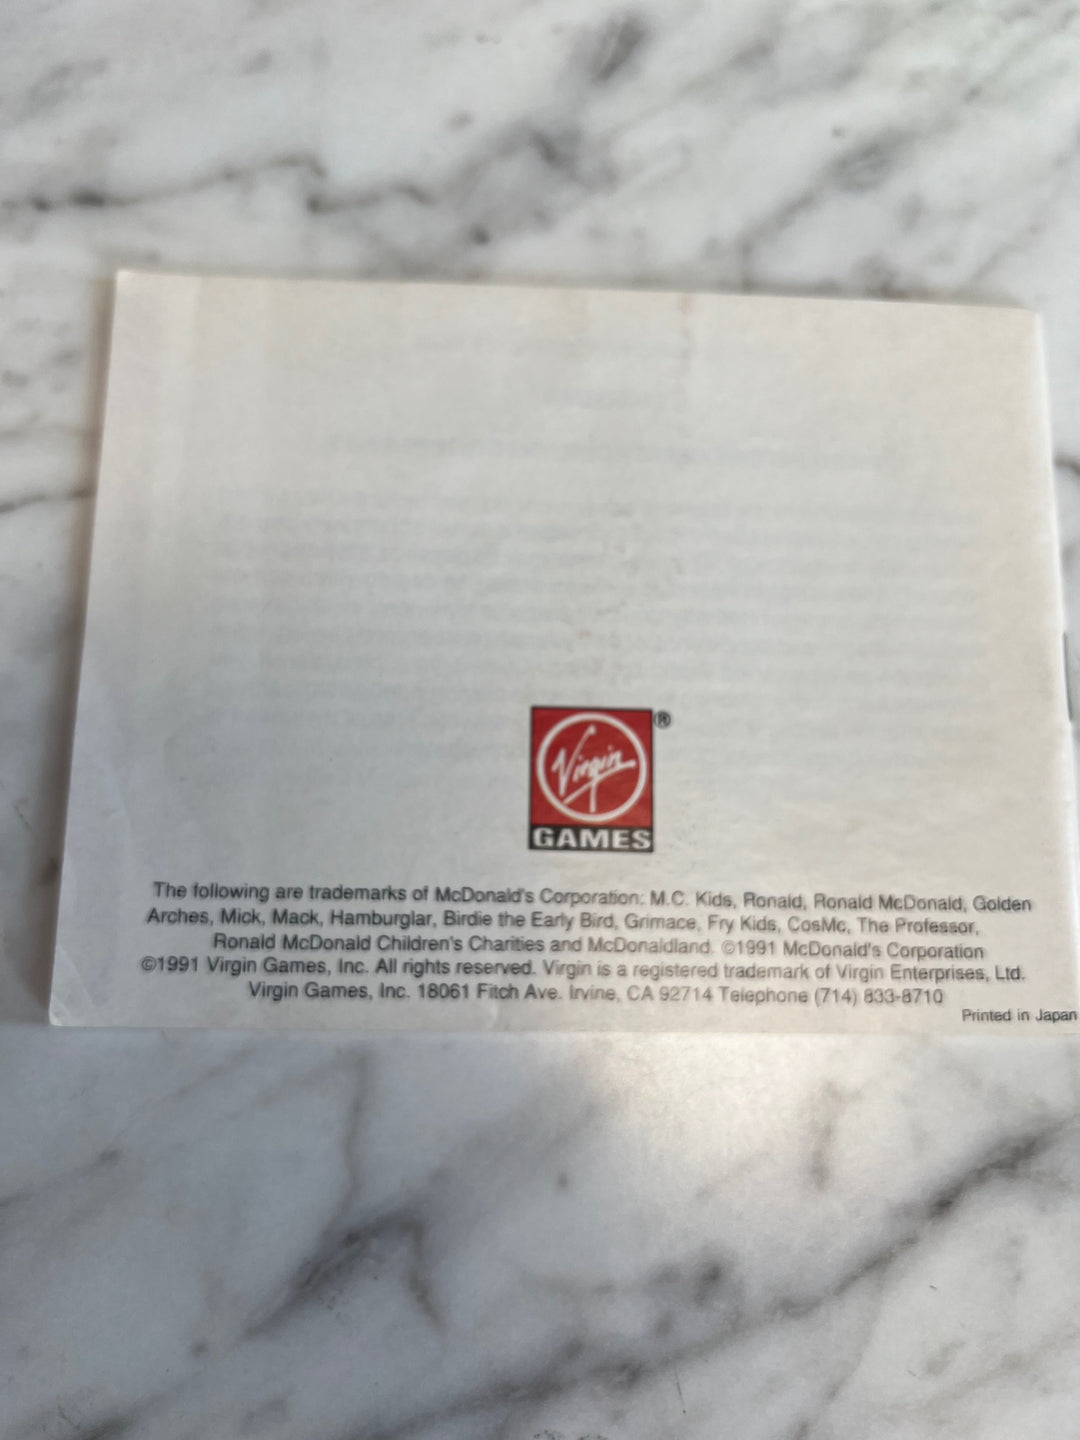 Virgin ®
GAMES
The following are trademarks of McDonald's Corporation: M.C. Kids, Ronald, Ronald McDonald, Golden
Arches, Mick, Mack, Hamburglar, Birdie the Early Bird, Grimace, Fry Kids, CosMc, The Professor,
Ronald McDonald Children's Charities and McDonaldland. ©1991 McDonald's Corporation
©1991 Virgin Games, Inc. All rights reserved. Virgin is a registered trademark of Virgin Enterprises, Ltd.
Virgin Games, Inc. 18061 Fitch Ave. Irvine, CA 92714 Telephone (714) 833-8710
Printed in Japan